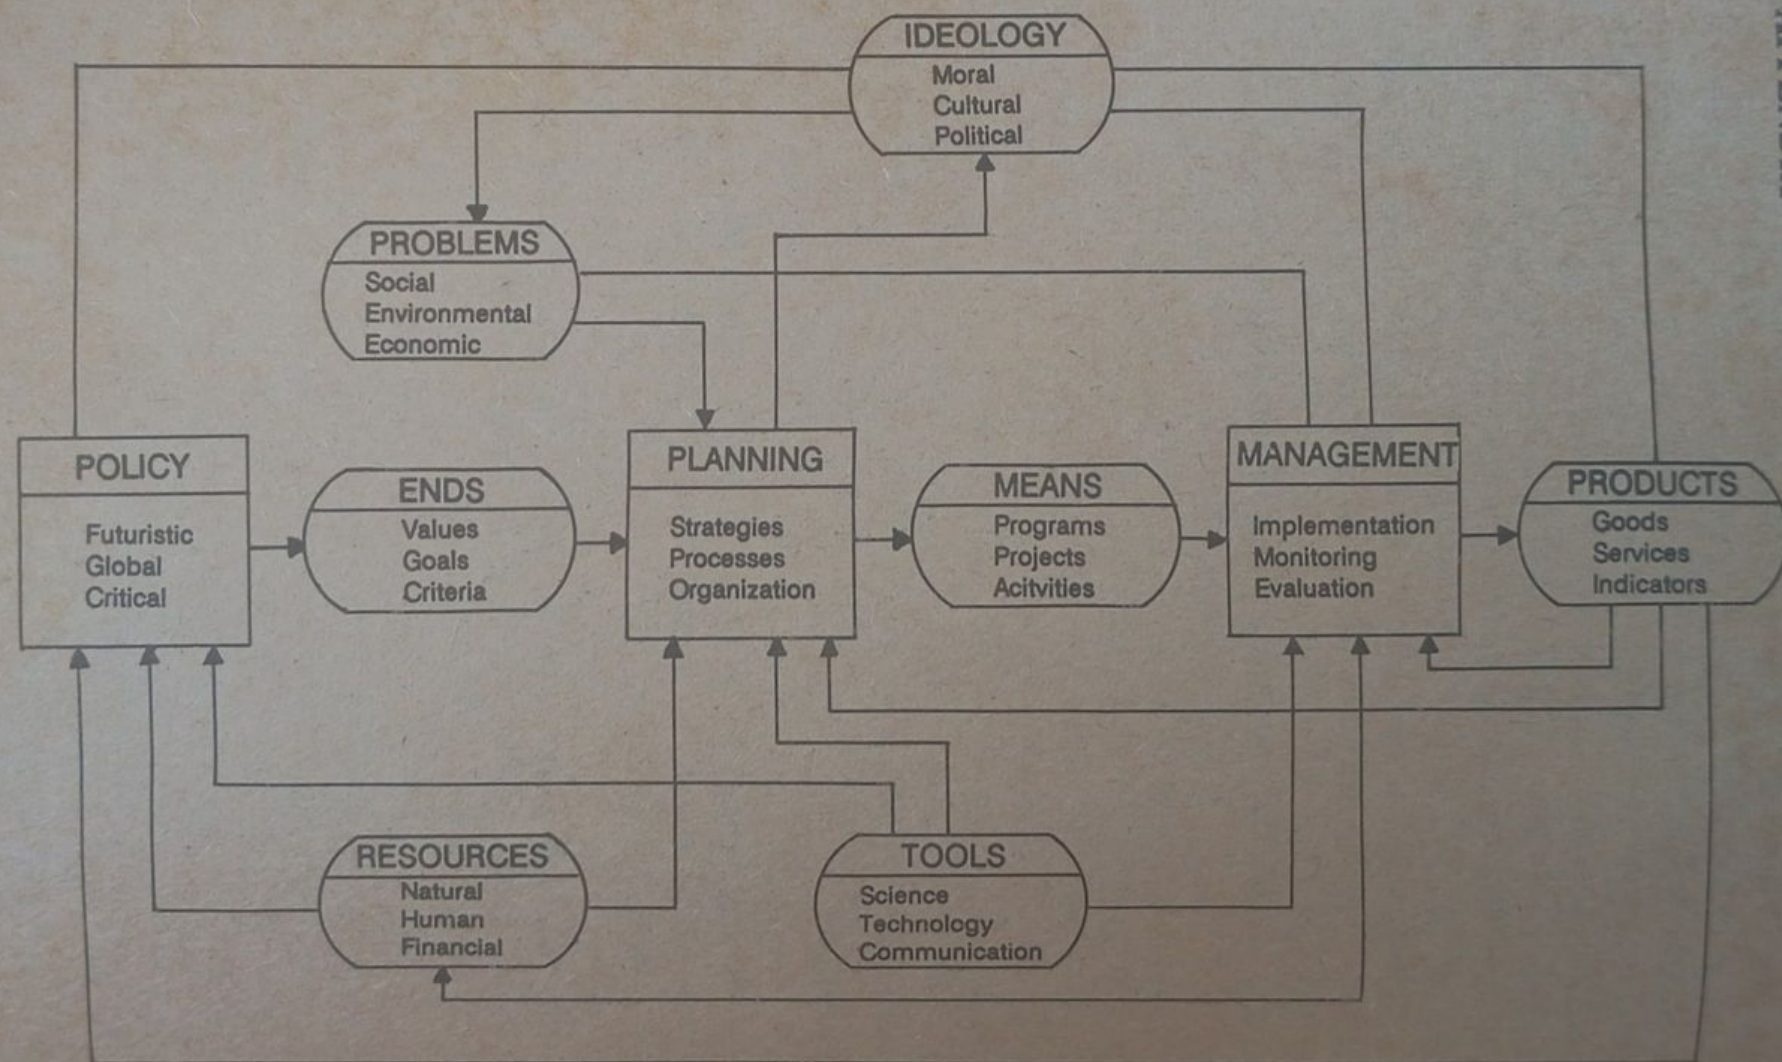 IDEOLOGY
Moral
Cultural
Political
PROBLEMS
Social
Environmental
Economic
POLICY
Futuristic
Global
Critical
ENDS
Values
Goals
Criteria
PLANNING
Strategies
Processes
Organization
MEANS
Programs
Projects
Acitvities
MANAGEMENT
Implementation
Monitoring
Evaluation
PRODUCTS
Goods
Services
Indicators
RESOURCES
Natural
Human
Financial
TOOLS
Science
Technology
Communication